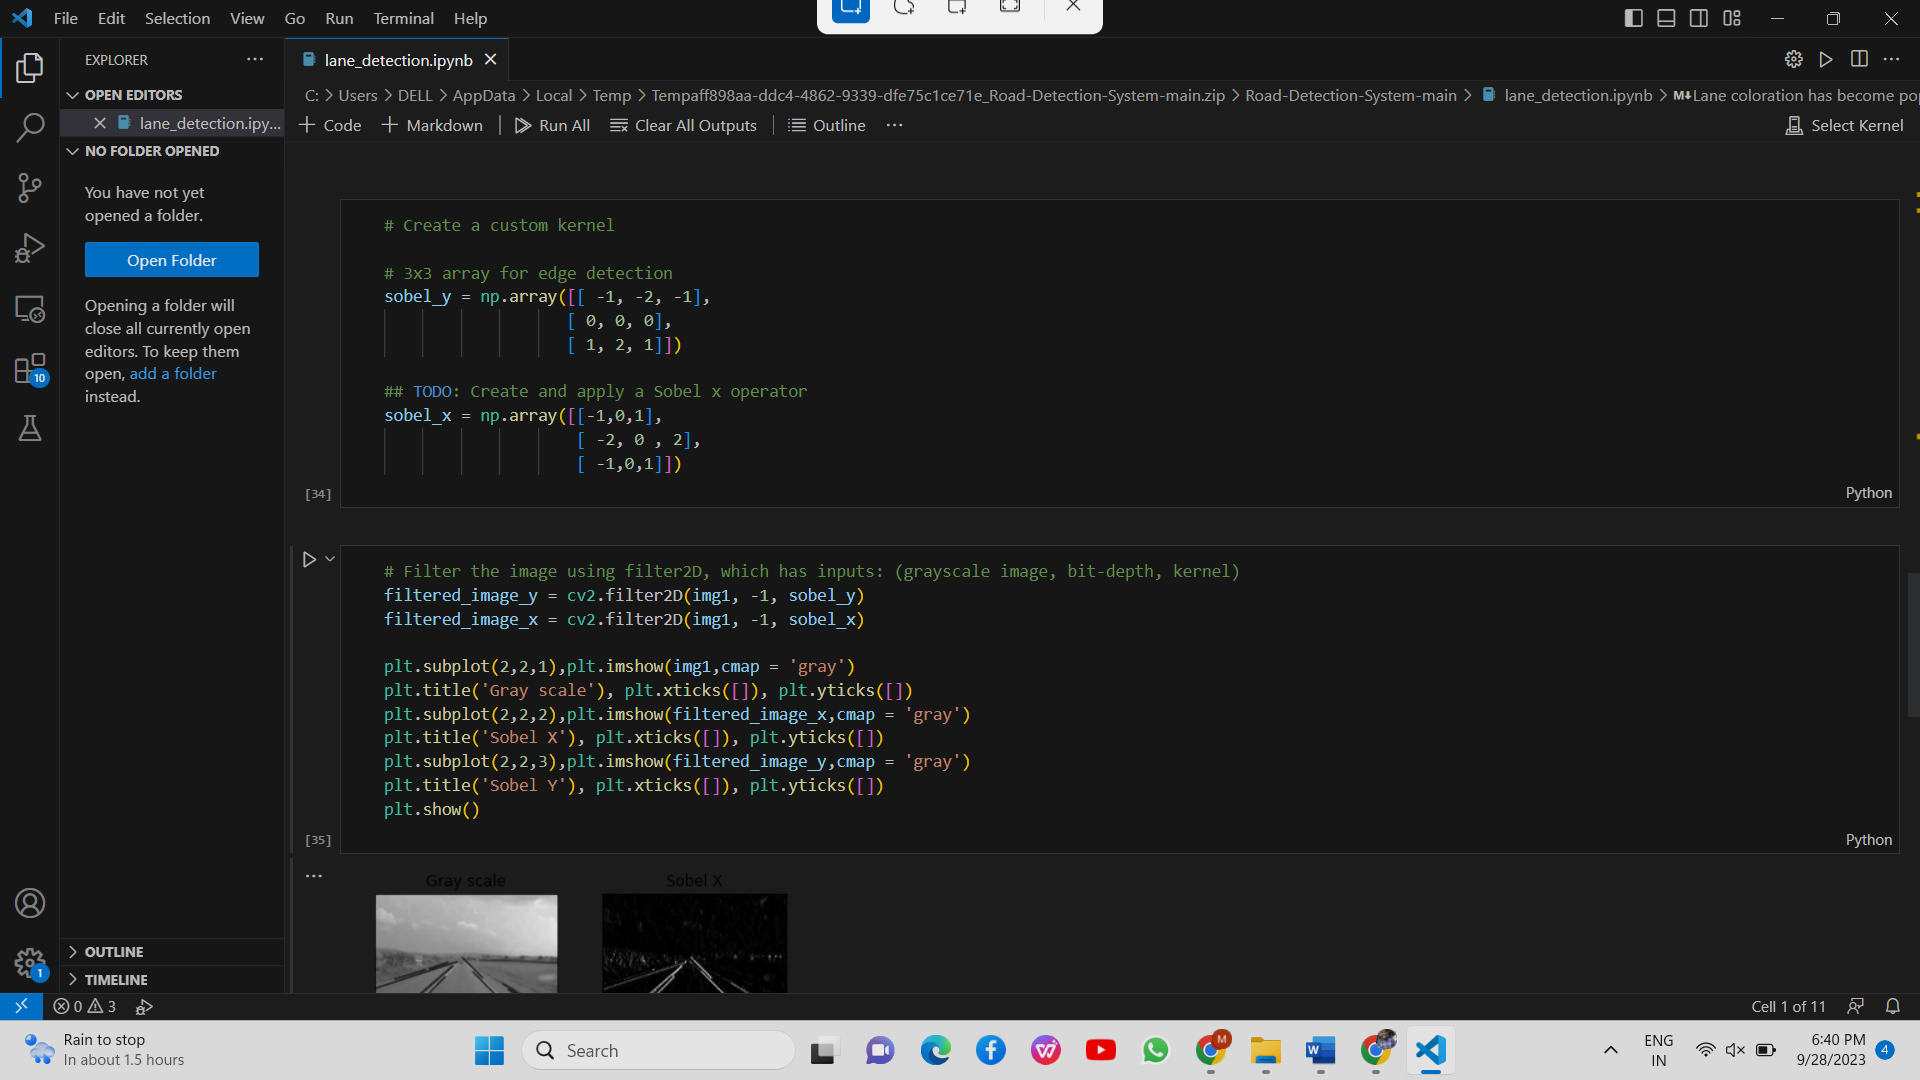 File Edit Selection View Go Run Terminal Help
EXPLORER
OPEN EDITORS
lane_detection.ipy...
NO FOLDER OPENED
You have not yet
opened a folder.
Open Folder
Opening a folder will
close all currently open
editors. To keep them
open, add a folder
instead.
10
1
OUTLINE
TIMELINE
lane_detection.ipynb
C: > Users > DELL > AppData > Local > Temp > Tempaff898aa-ddc4-4862-9339-dfe75c1ce71e_Road-Detection-System-main.zip > Road-Detection-System-main > lane_detection.ipynb > M↓Lane coloration has become po
+ Code + Markdown Run All Clear All Outputs Outline ... Select Kernel
# Create a custom kernel
# 3x3 array for edge detection
sobel_y = np.array([[ -1, -2, -1],
[ 0, 0, 0],
[ 1, 2, 1]])
## TODO: Create and apply a Sobel x operator
sobel_x = np.array([[-1,0,1],
[ -2, 0 , 2],
[ -1,0,1]])
[34] Python
# Filter the image using filter2D, which has inputs: (grayscale image, bit-depth, kernel)
filtered_image_y = cv2.filter2D(img1, -1, sobel_y)
filtered_image_x = cv2.filter2D(img1, -1, sobel_x)
plt.subplot(2,2,1),plt.imshow(img1,cmap = 'gray')
plt.title('Gray scale'), plt.xticks([]), plt.yticks([])
plt.subplot(2,2,2),plt.imshow(filtered_image_x,cmap = 'gray')
plt.title('Sobel X'), plt.xticks([]), plt.yticks([])
plt.subplot(2,2,3),plt.imshow(filtered_image_y,cmap = 'gray')
plt.title('Sobel Y'), plt.xticks([]), plt.yticks([])
plt.show()
[35] Python
...
Gray scale Sobel X
0 3 Cell 1 of 11
Rain to stop
In about 1.5 hours
Search
M
ENG
IN
6:40 PM
9/28/2023
4